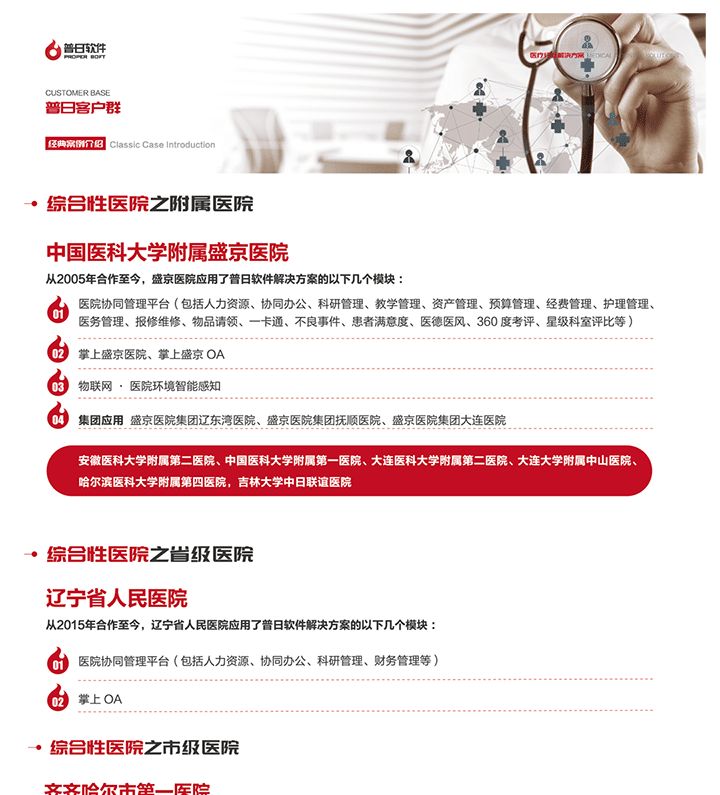 普日软件
PROPER SOFT
CUSTOMER BASE
普日客户群
经典案例介绍 Classic Case Introduction
综合性医院之附属医院
中国医科大学附属盛京医院
从2005年合作至今，盛京医院应用了普日软件解决方案的以下几个模块：
01 医院协同管理平台（包括人力资源、协同办公、科研管理、教学管理、资产管理、预算管理、经费管理、护理管理、
医务管理、报修维修、物品请领、一卡通、不良事件、患者满意度、医德医风、360度考评、星级科室评比等）
02 掌上盛京医院、掌上盛京OA
03 物联网 · 医院环境智能感知
04 集团应用 盛京医院集团辽东湾医院、盛京医院集团抚顺医院、盛京医院集团大连医院
安徽医科大学附属第二医院、中国医科大学附属第一医院、大连医科大学附属第二医院、大连大学附属中山医院、
哈尔滨医科大学附属第四医院，吉林大学中日联谊医院
综合性医院之省级医院
辽宁省人民医院
从2015年合作至今，辽宁省人民医院应用了普日软件解决方案的以下几个模块：
01 医院协同管理平台（包括人力资源、协同办公、科研管理、财务管理等）
02 掌上OA
综合性医院之市级医院
齐齐哈尔市第一医院